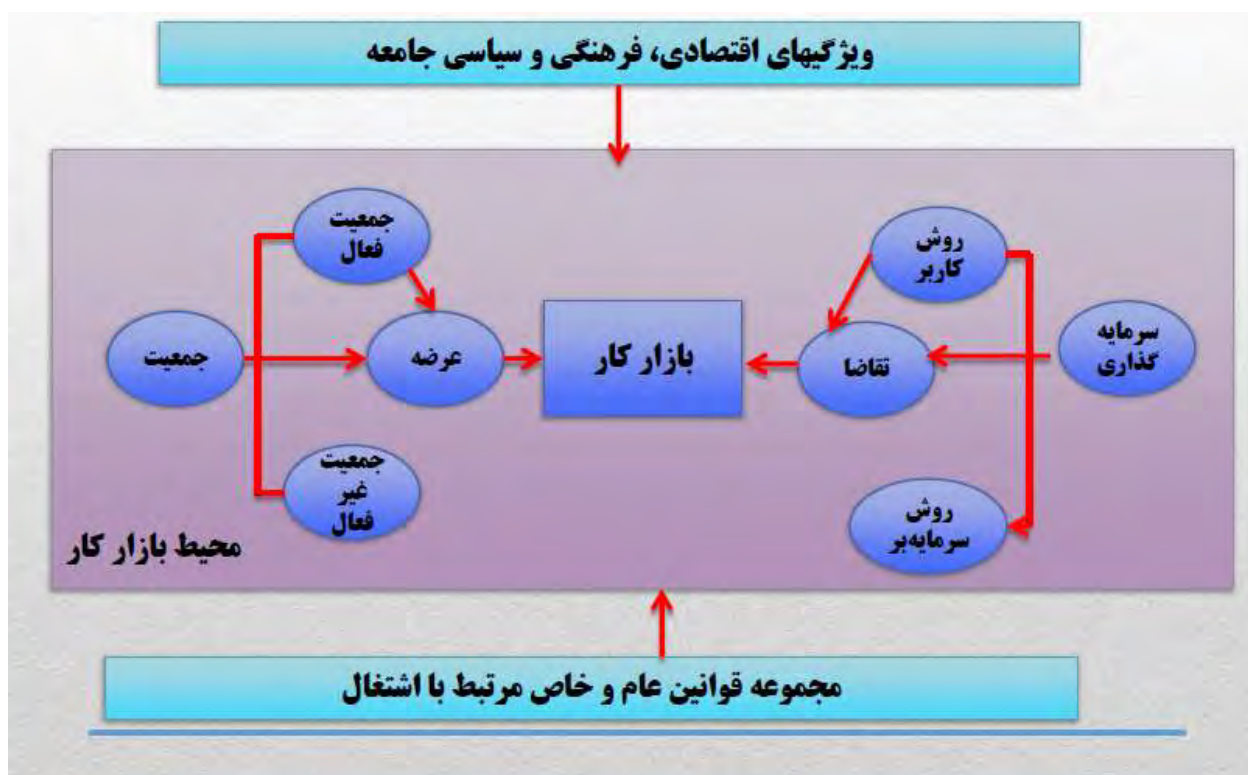 ویژگیهای اقتصادی، فرهنگی و سیاسی جامعه
جمعیت
فعال
روش
کاربر
سرمایه
گذاری
تقاضا
بازار کار
عرضه
جمعیت
جمعیت
غیر
فعال
روش
سرمایه‌بر
محیط بازار کار
مجموعه قوانین عام و خاص مرتبط با اشتغال